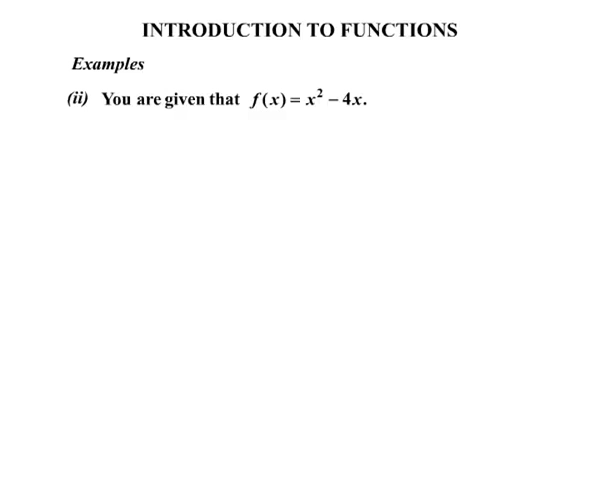 INTRODUCTION TO FUNCTIONS
Examples
(ii) You are given that f(x) = x² – 4x.